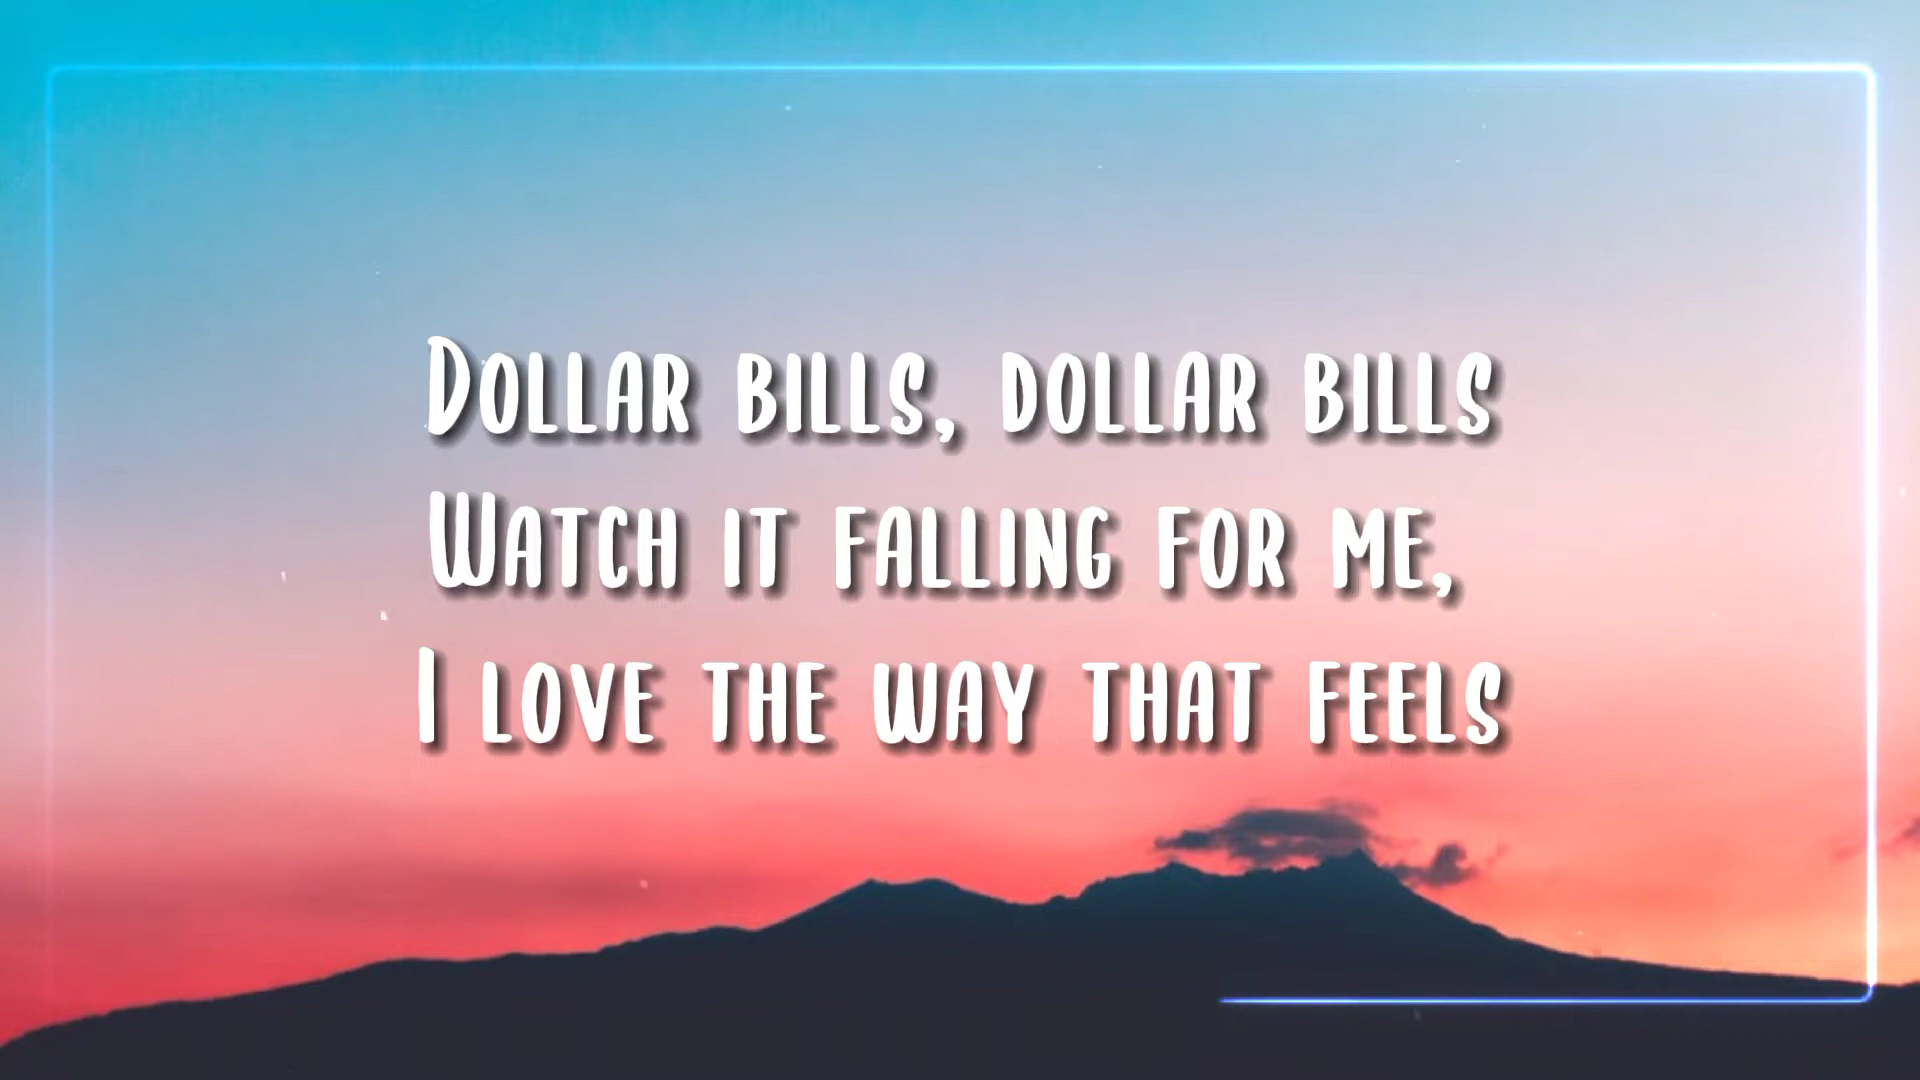 Dollar bills, dollar bills
Watch it falling for me,
I love the way that feels